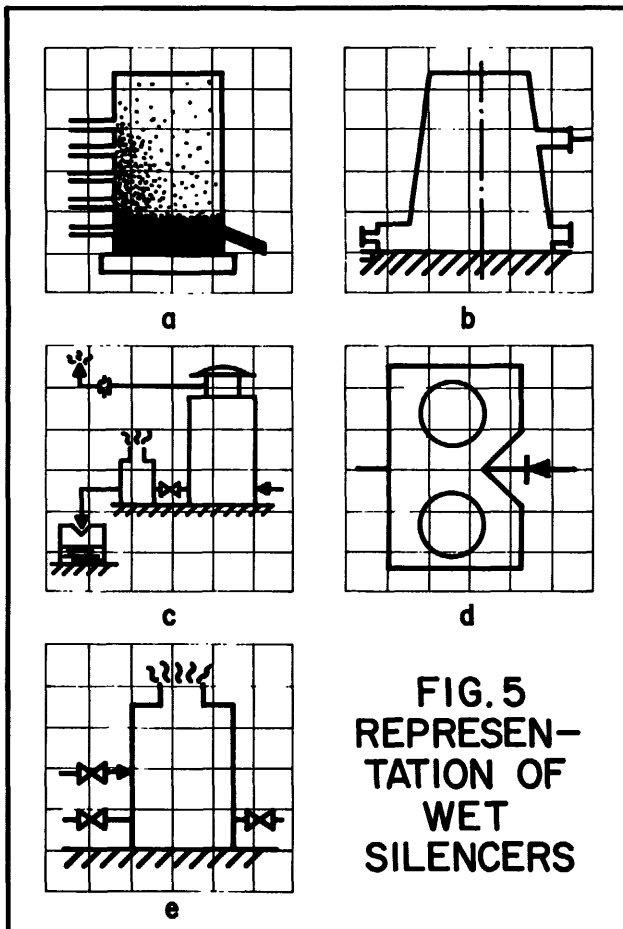 a
b
c
d
e
FIG. 5
REPRESEN-
TATION OF
WET
SILENCERS